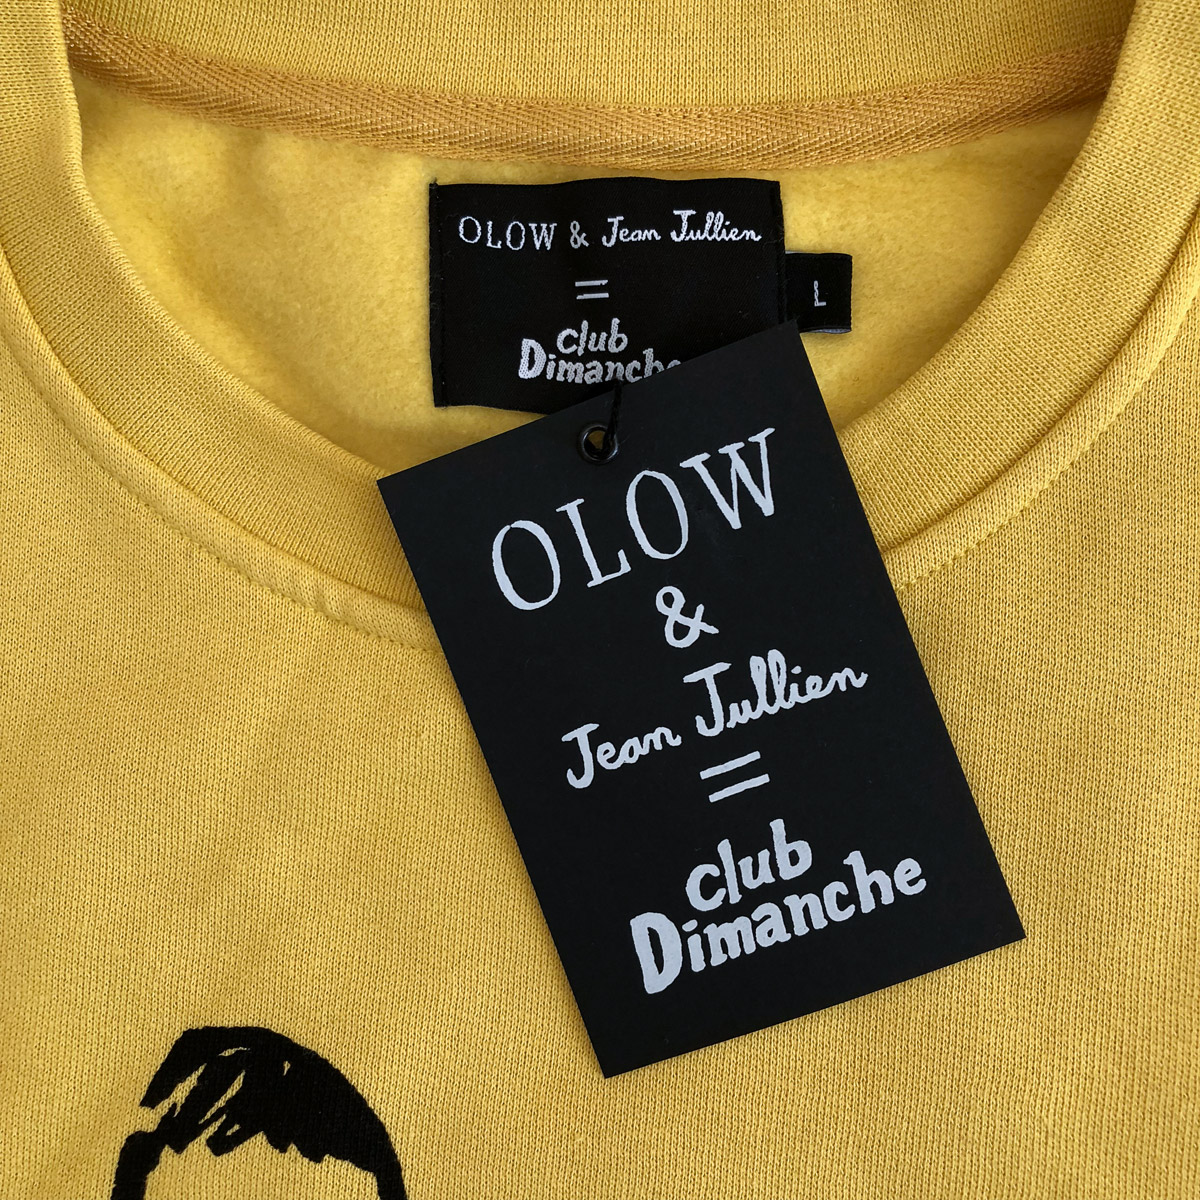 OLOW & Jean Jullien
=
club
Dimanche
L
OLOW
&
Jean Jullien
=
club
Dimanche